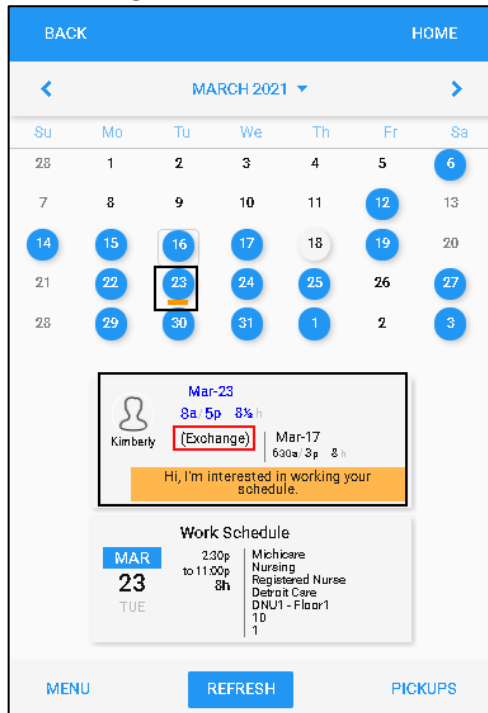 BACK HOME
MARCH 2021
Su Mo Tu We Th Fr Sa
28 1 2 3 4 5 6
7 8 9 10 11 12 13
14 15 16 17 18 19 20
21 22 23 24 25 26 27
28 29 30 31 1 2 3
Mar-23
8a/5p 8½h
Kimberly (Exchange) Mar-17
630a/3p 8h
Hi, I'm interested in working your
schedule.
Work Schedule
MAR 23 TUE
2:30p
to 11:00p
8h
Michicare
Nursing
Registered Nurse
Detroit Care
DNU1 - Floor1
1D
1
MENU REFRESH PICKUPS